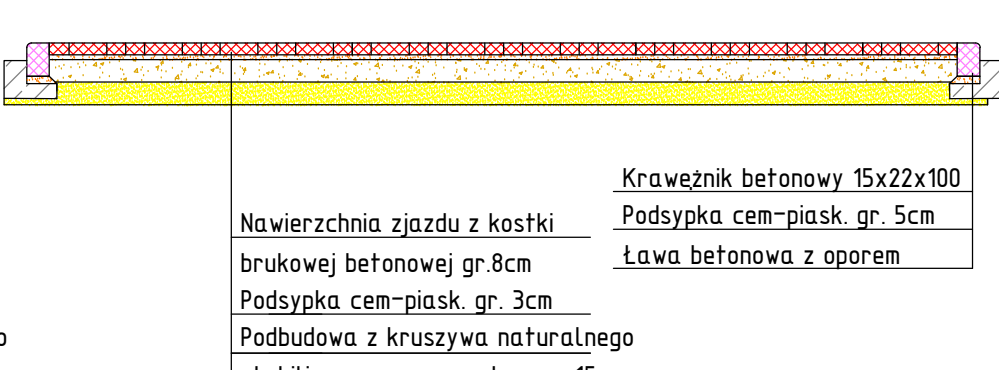 Krawężnik betonowy 15x22x100
Podsypka cem-piask. gr. 5cm
Ława betonowa z oporem
Nawierzchnia zjazdu z kostki
brukowej betonowej gr.8cm
Podsypka cem-piask. gr. 3cm
Podbudowa z kruszywa naturalnego